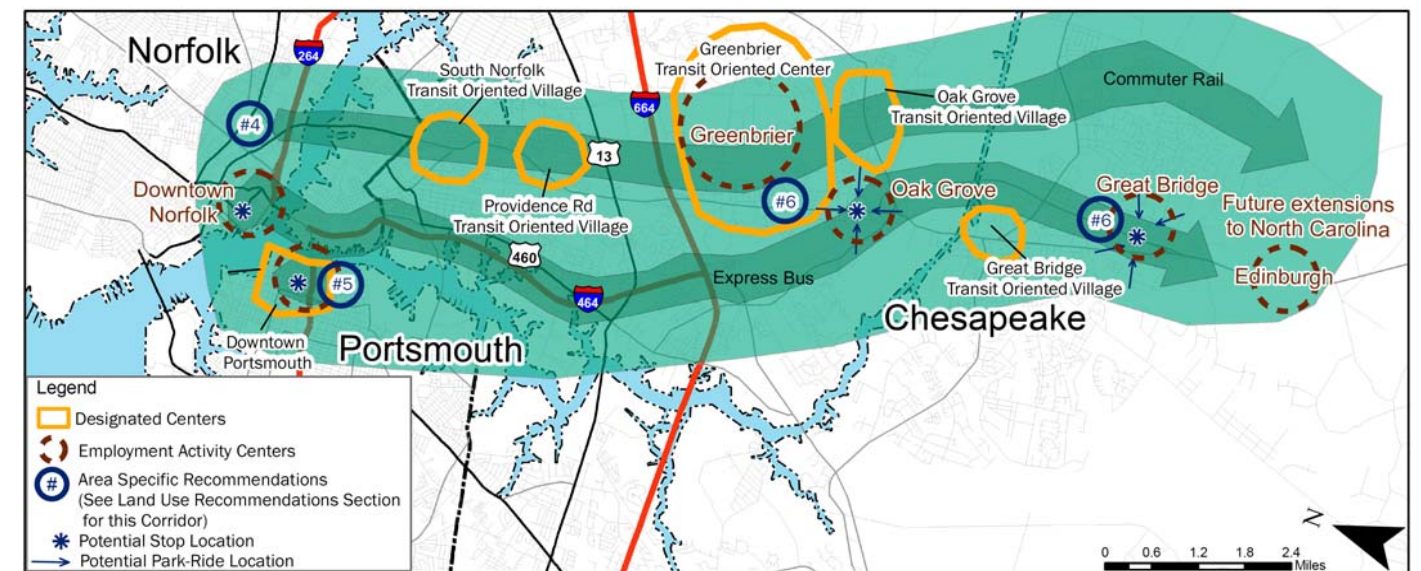 Norfolk
264
South Norfolk
Transit Oriented Village
664
Greenbrier
Transit Oriented Center
Commuter Rail
Oak Grove
Transit Oriented Village
#4
Greenbrier
13
Downtown
Norfolk
Providence Rd
Transit Oriented Village
#6
Oak Grove
Great Bridge
#6
Future extensions
to North Carolina
460
Edinburgh
#5
464
Express Bus
Great Bridge
Transit Oriented Village
Downtown
Portsmouth
Portsmouth
Chesapeake
Legend
Designated Centers
Employment Activity Centers
# Area Specific Recommendations
(See Land Use Recommendations Section
for this Corridor)
Potential Stop Location
Potential Park-Ride Location
N
0 0.6 1.2 1.8 2.4
Miles